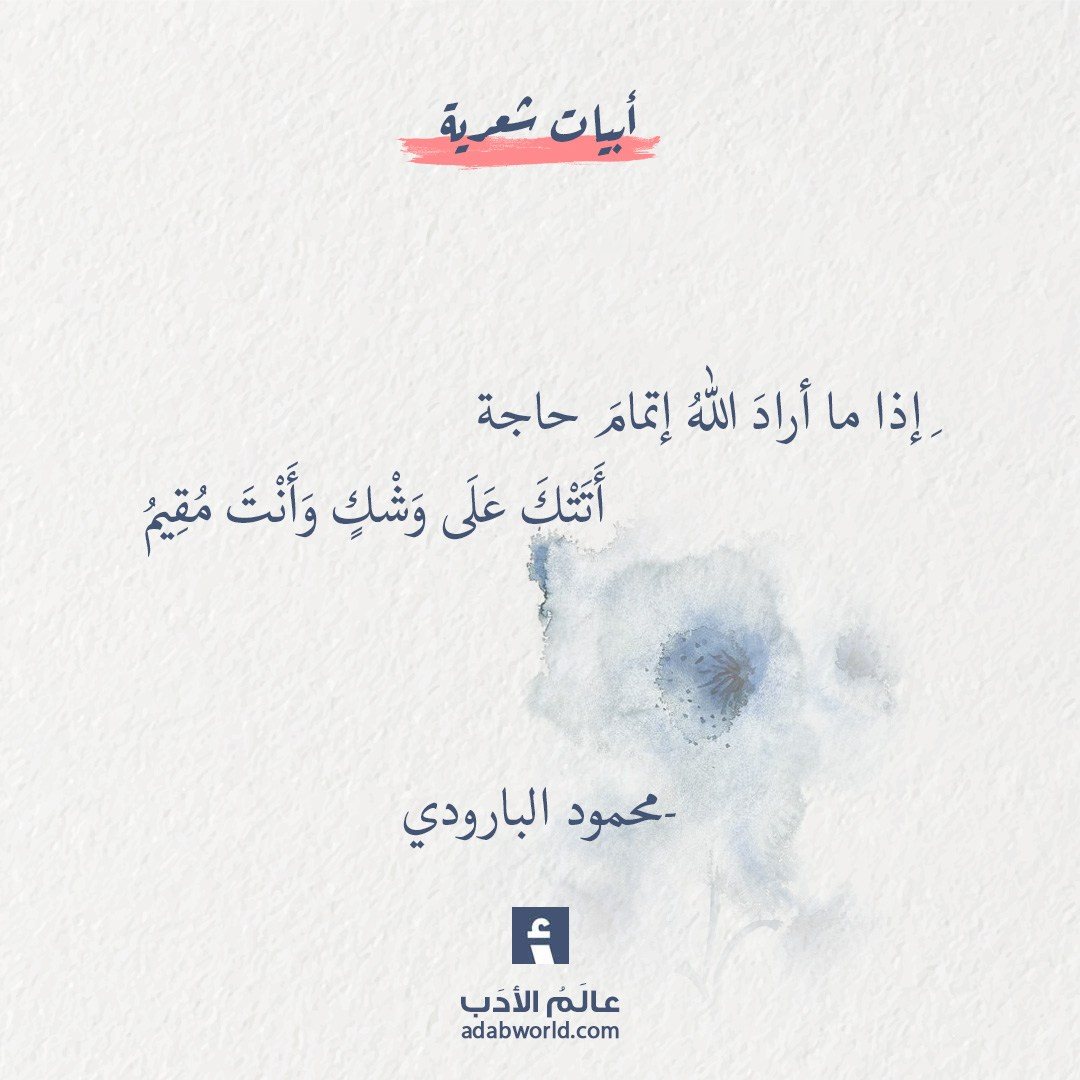 أبيات شعرية
ِإذا ما أرادَ اللهُ إتمامَ حاجة
أَتَتْكَ عَلَى وَشْكٍ وَأَنْتَ مُقِيمُ
-محمود البارودي
أ
عالَمُ الأدَب
adabworld.com